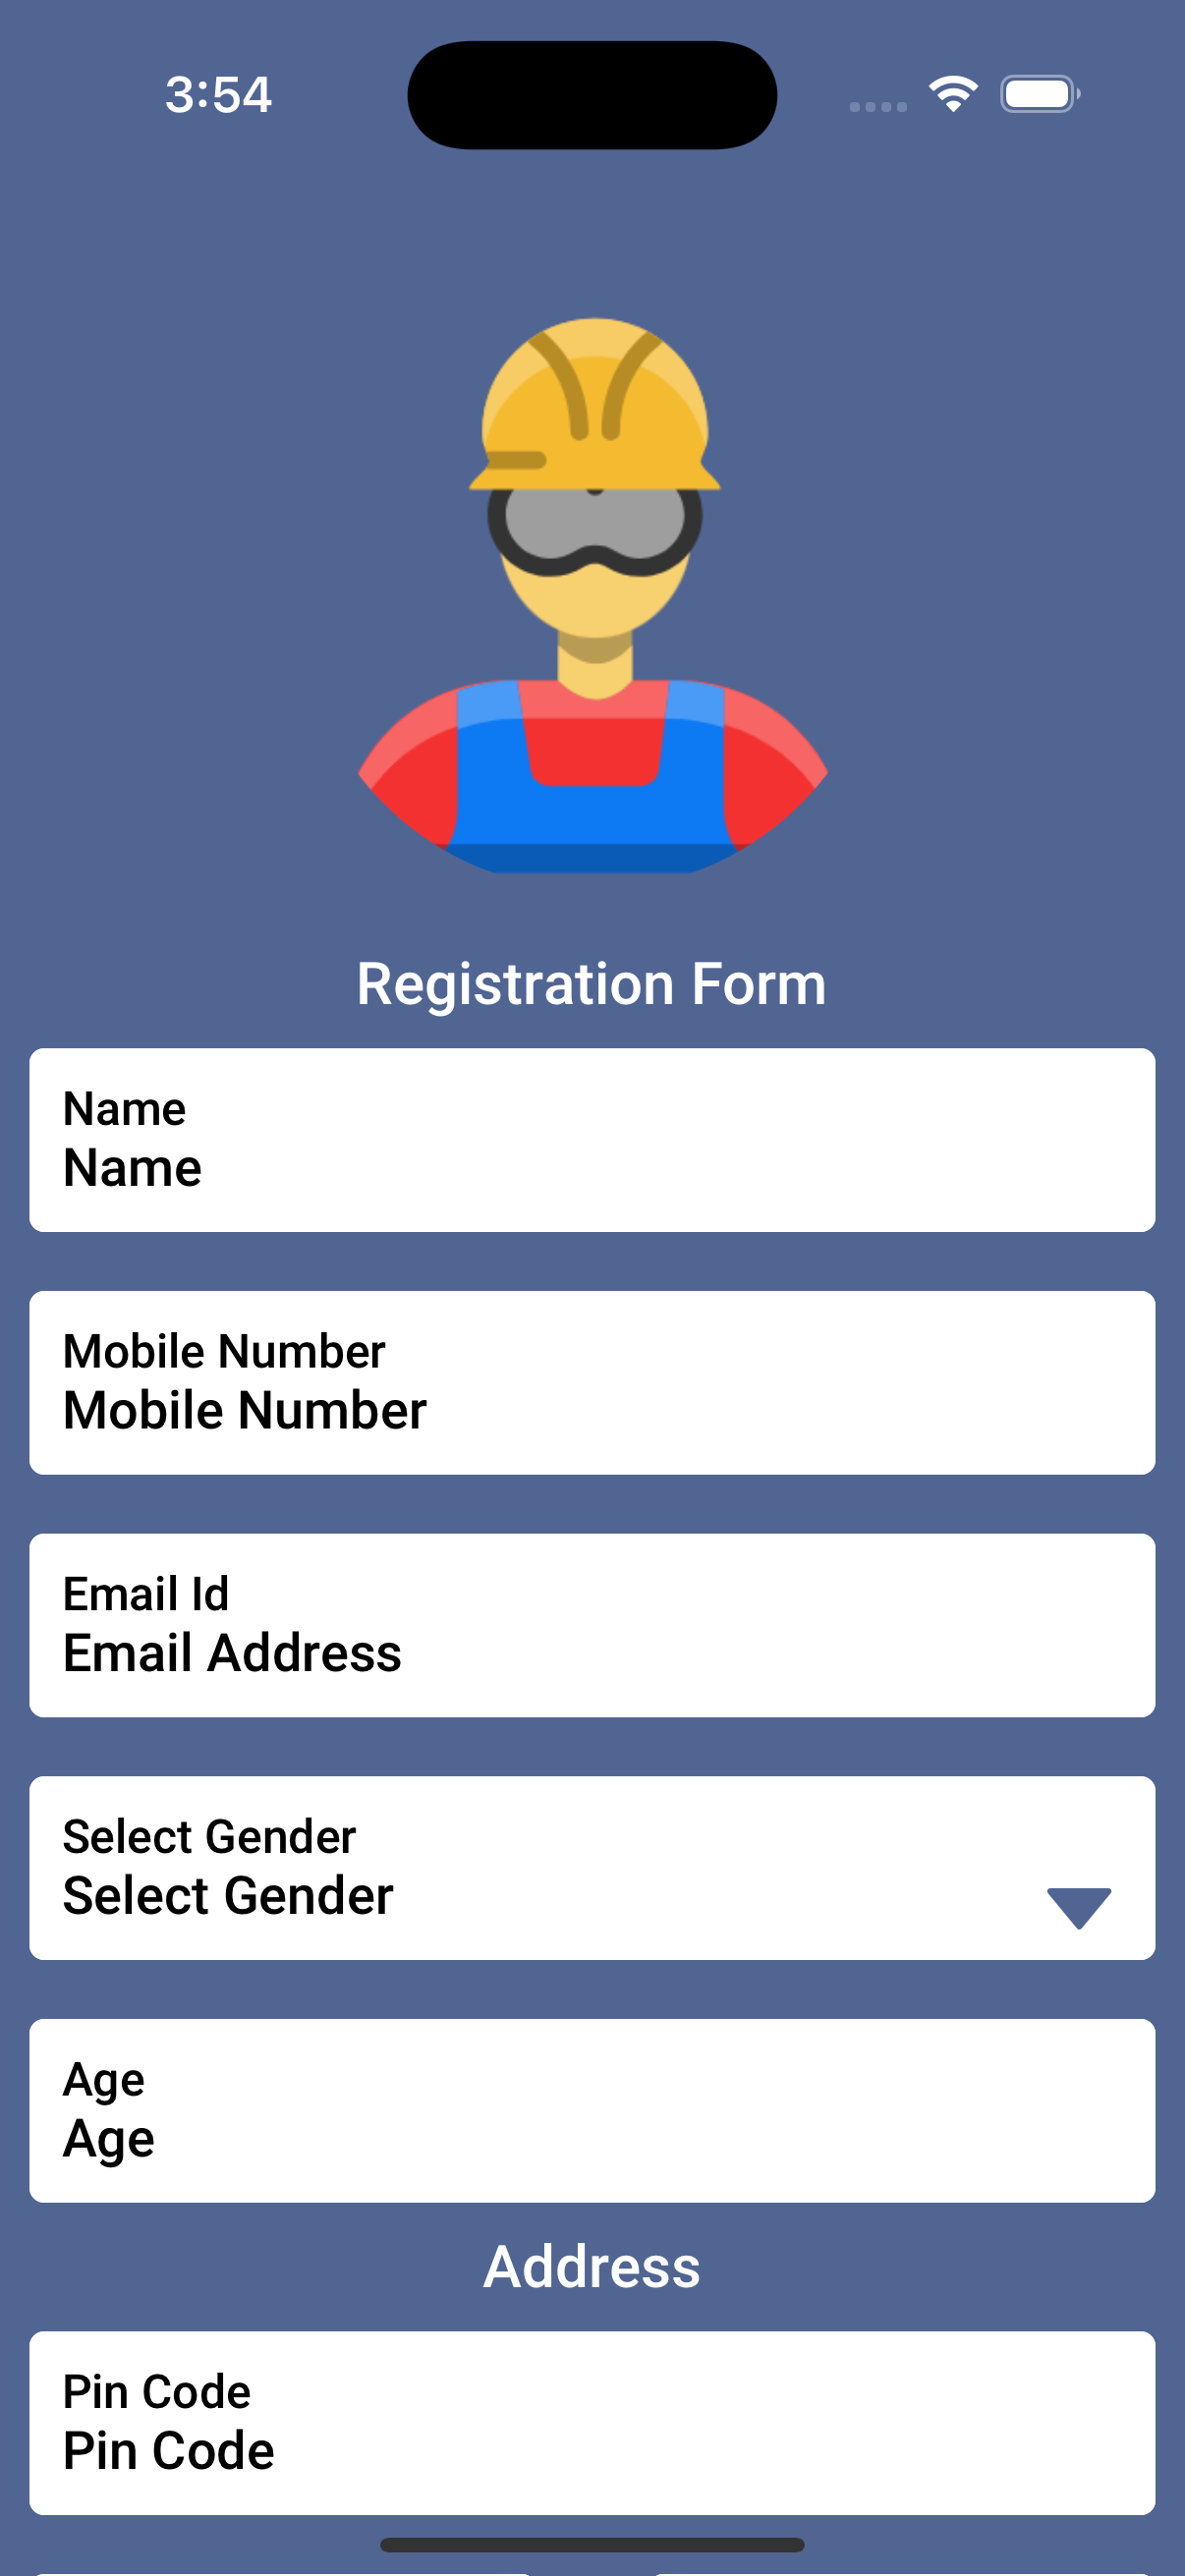 3:54
Registration Form
Name
Name
Mobile Number
Mobile Number
Email Id
Email Address
Select Gender
Select Gender
Age
Age
Address
Pin Code
Pin Code